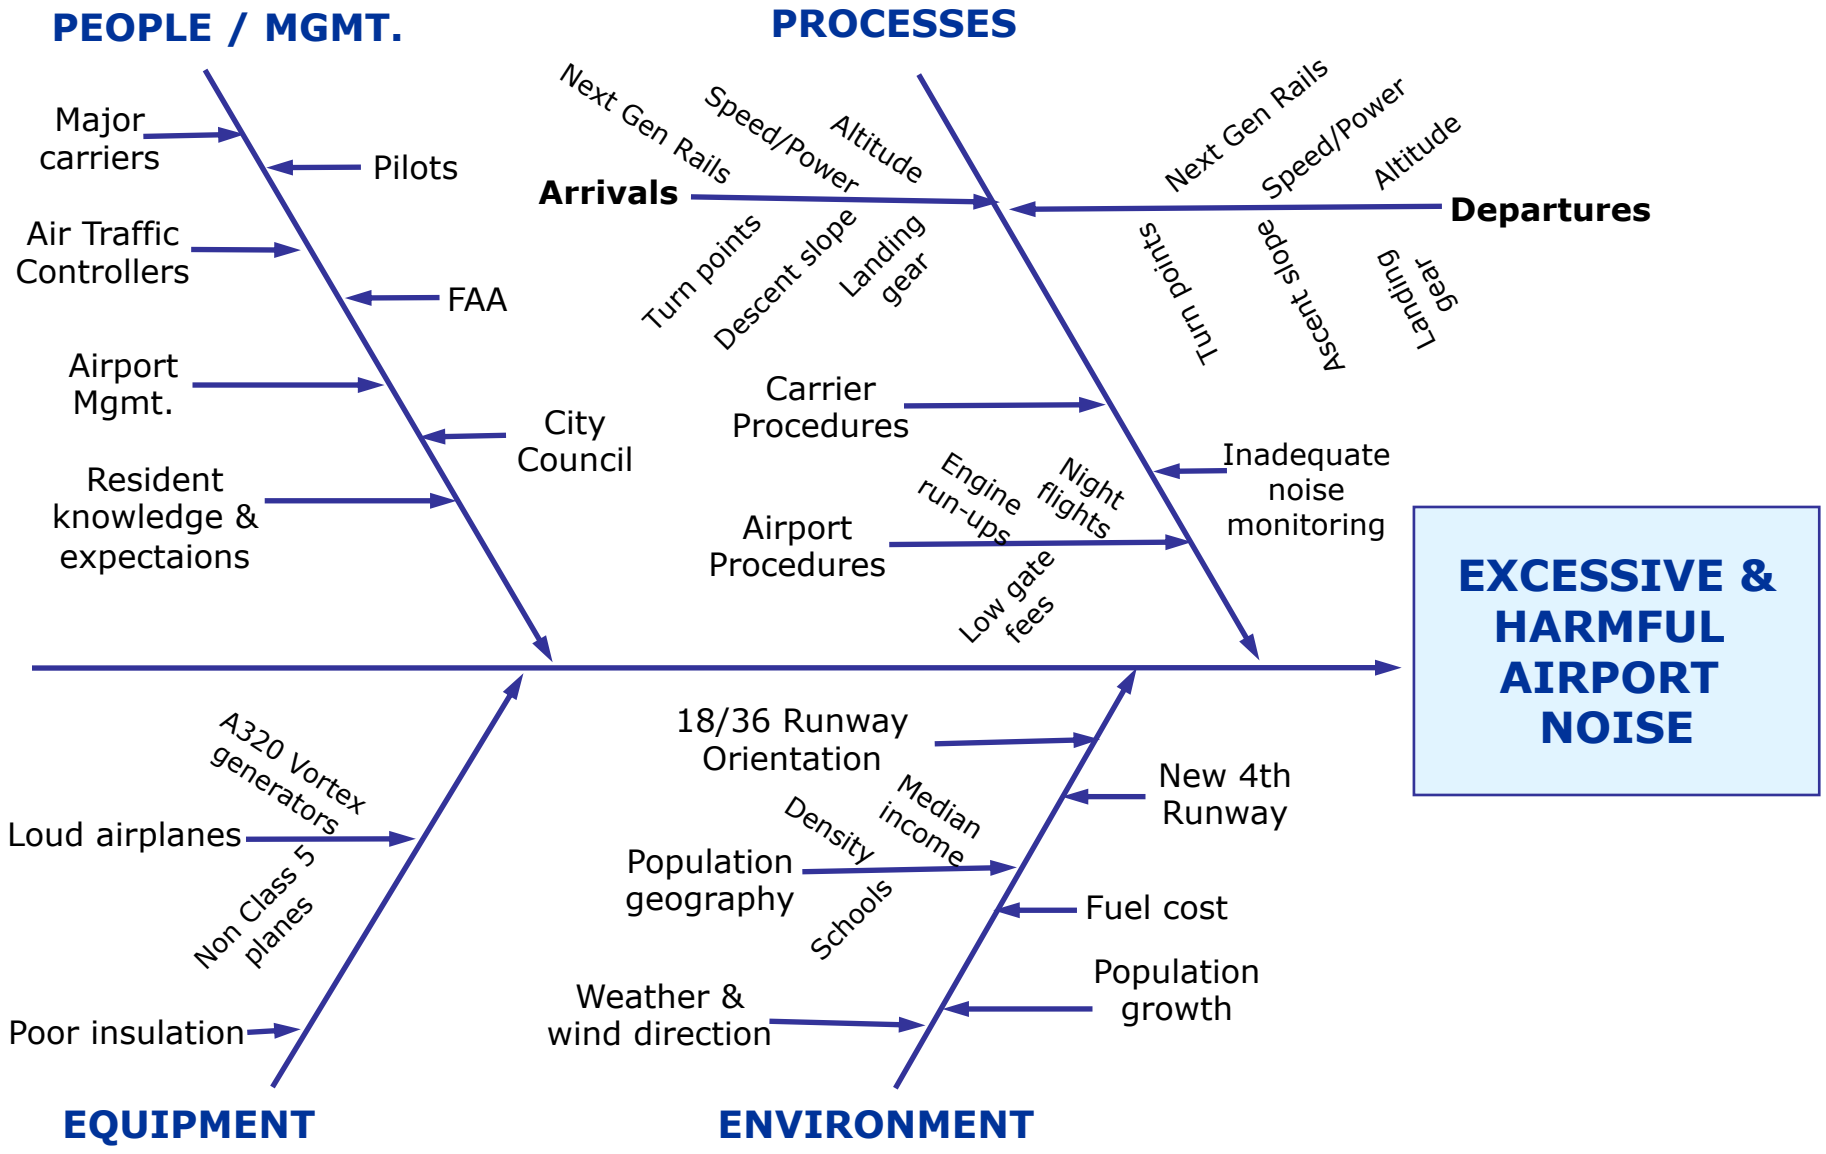 PEOPLE / MGMT.
Major
carriers
Pilots
Air Traffic
Controllers
FAA
Airport
Mgmt.
City
Council
Resident
knowledge &
expectaions
PROCESSES
Arrivals
Next Gen Rails
Speed/Power
Altitude
Turn points
Descent slope
Landing
gear
Departures
Next Gen Rails
Speed/Power
Altitude
Turn points
Ascent slope
Landing
gear
Carrier
Procedures
Inadequate
noise
monitoring
Airport
Procedures
Engine
run-ups
Night
flights
Low gate
fees
EXCESSIVE &
HARMFUL
AIRPORT
NOISE
Loud airplanes
A320 Vortex
generators
Non Class 5
planes
Poor insulation
EQUIPMENT
18/36 Runway
Orientation
New 4th
Runway
Population
geography
Density
Median
income
Schools
Fuel cost
Weather &
wind direction
Population
growth
ENVIRONMENT